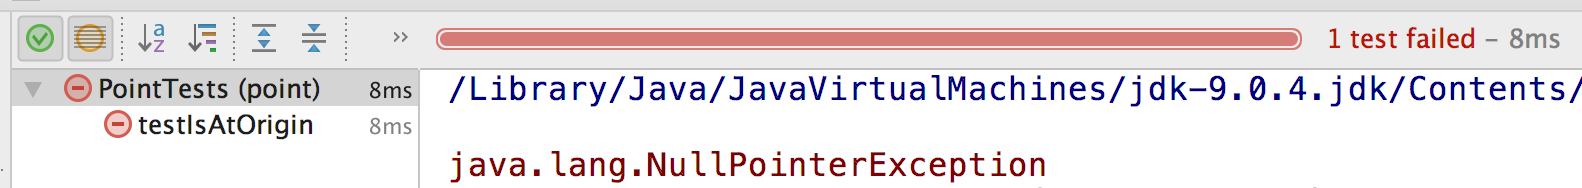 1 test failed – 8ms
PointTests (point) 8ms
testIsAtOrigin 8ms
/Library/Java/JavaVirtualMachines/jdk-9.0.4.jdk/Contents/
java.lang.NullPointerException